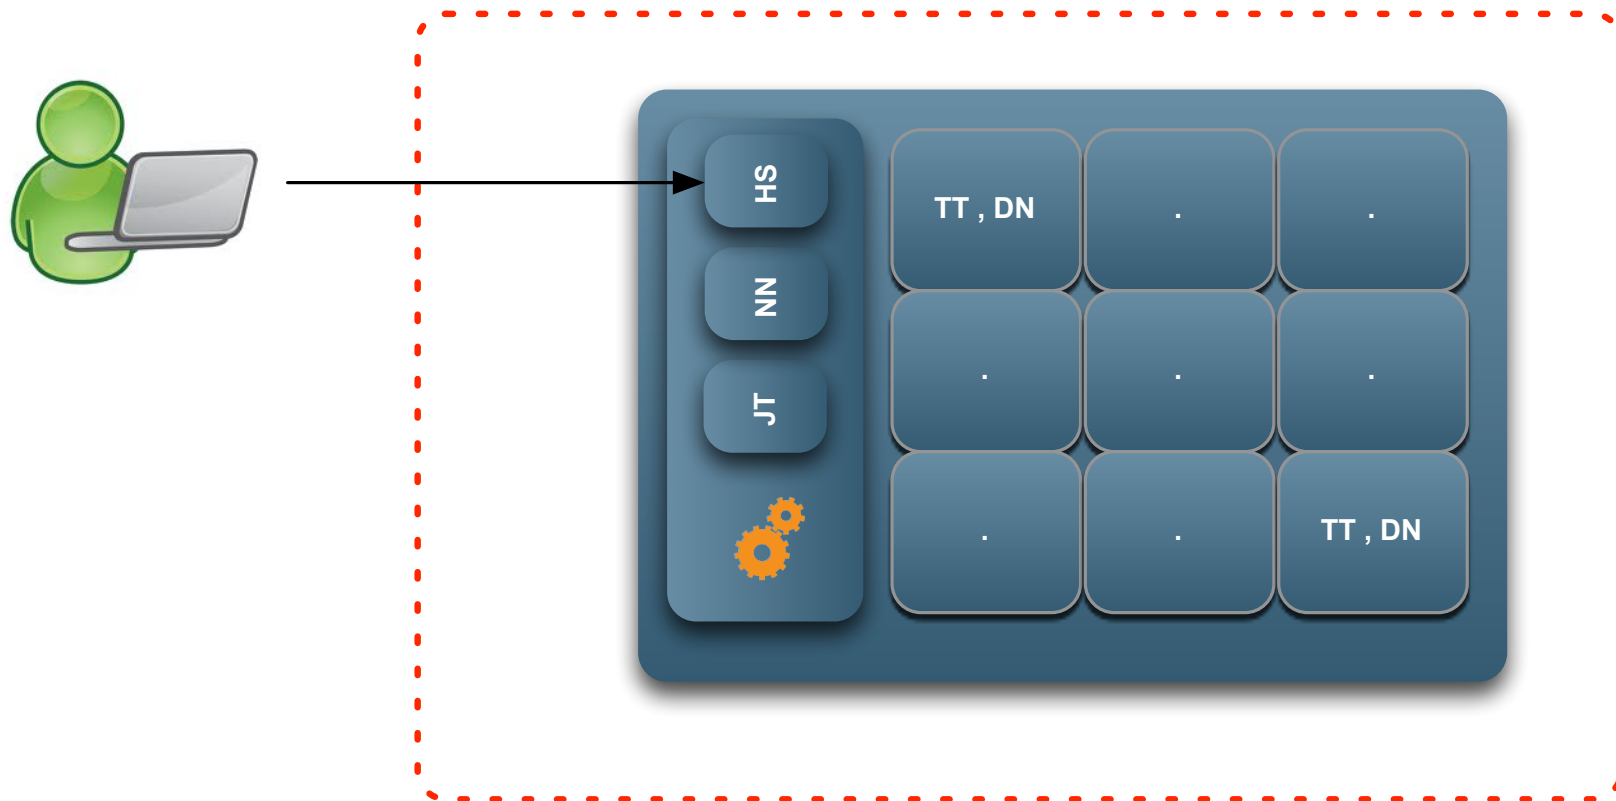 HS
NN
JT
TT , DN
.
.
.
.
.
.
.
TT , DN